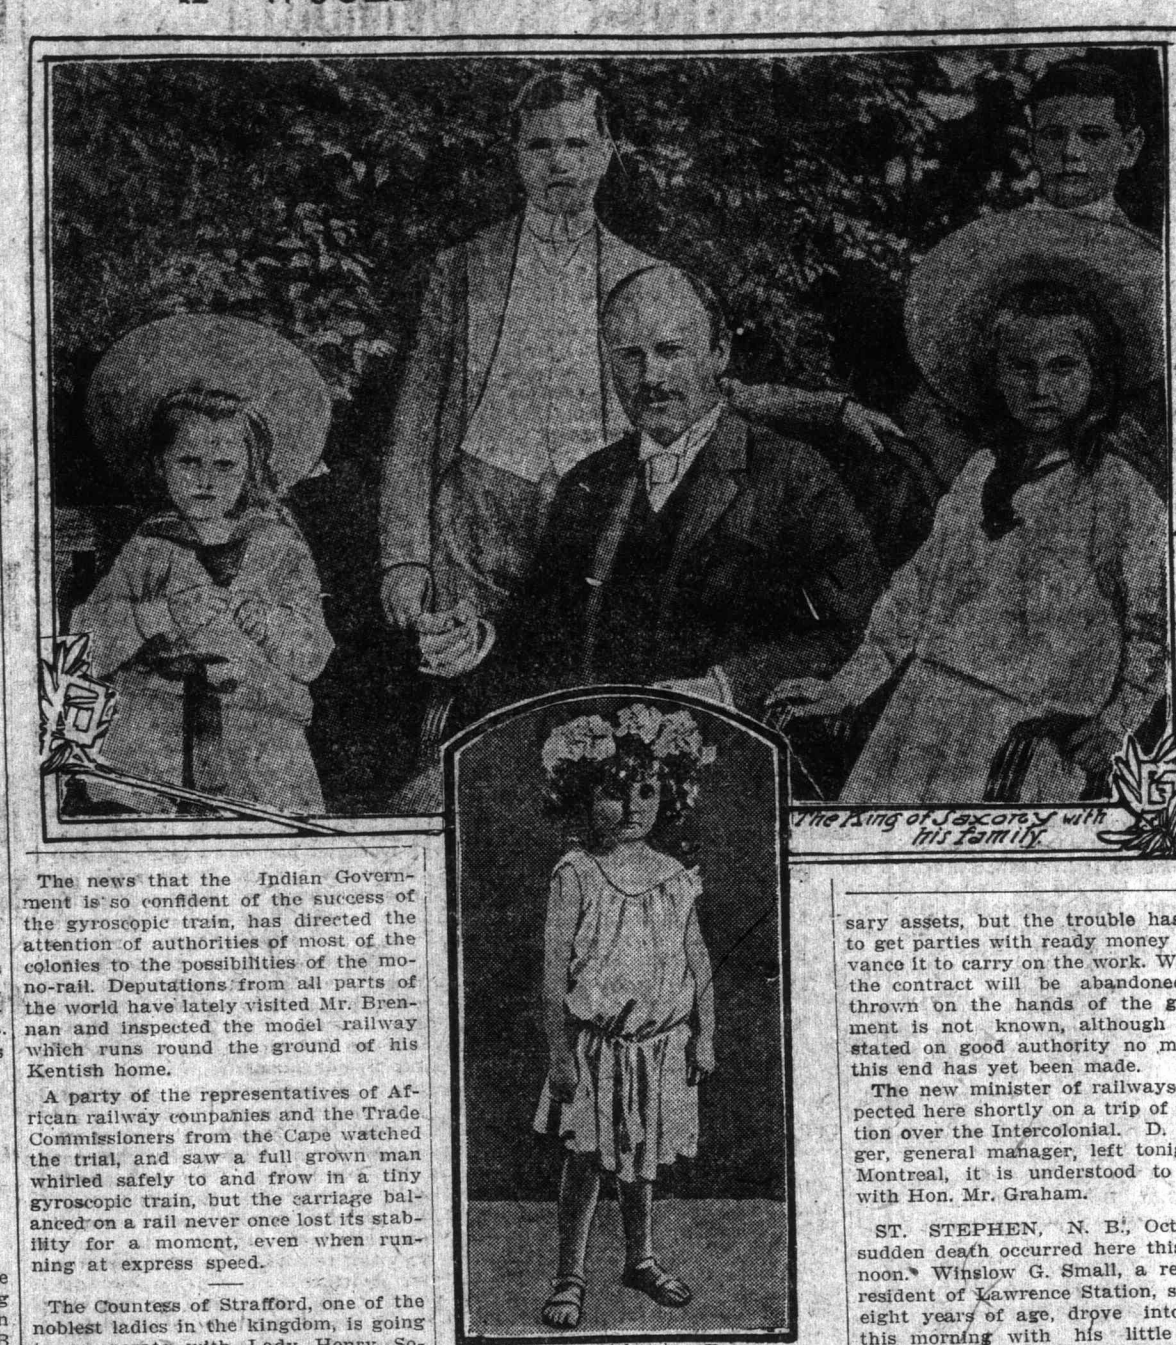 The King of Saxony with
his family.
The news that the Indian Govern-
ment is so confident of the success of
the gyroscopic train, has directed the
attention of authorities of most of the
colonies to the possibilities of the mo-
no-rail. Deputations from all parts of
the world have lately visited Mr. Bren-
nan and inspected the model railway
which runs round the ground of his
Kentish home.
A party of the representatives of Af-
rican railway companies and the Trade
Commissioners from the Cape watched
the trial, and saw a full grown man
whirled safely to and frow in a tiny
gyroscopic train, but the carriage bal-
anced on a rail never once lost its stab-
ility for a moment, even when run-
ning at express speed.
The Countess of Strafford, one of the
noblest ladies in the kingdom, is going
with Lady Henry So-
sary assets, but the trouble has
to get parties with ready money
vance it to carry on the work. W
the contract will be abandoned
thrown on the hands of the g
ment is not known, although
stated on good authority no m
this end has yet been made.
The new minister of railways
pected here shortly on a trip of
tion over the Intercolonial. D.
ger, general manager, left tonig
Montreal, it is understood to
with Hon. Mr. Graham.
ST. STEPHEN, N. B., Oct
sudden death occurred here this
noon. Winslow G. Small, a re
resident of Lawrence Station, s
eight years of age, drove into
this morning with his little